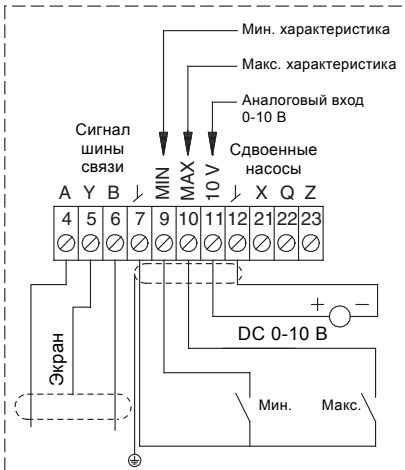 Мин. характеристика
Макс. характеристика
Аналоговый вход
0-10 В
Сигнал
шины
связи
Сдвоенные
насосы
A Y B MIN MAX 10 V X Q Z
4 5 6 7 9 10 11 12 21 22 23
+ −
DC 0-10 В
Экран
Мин. Макс.